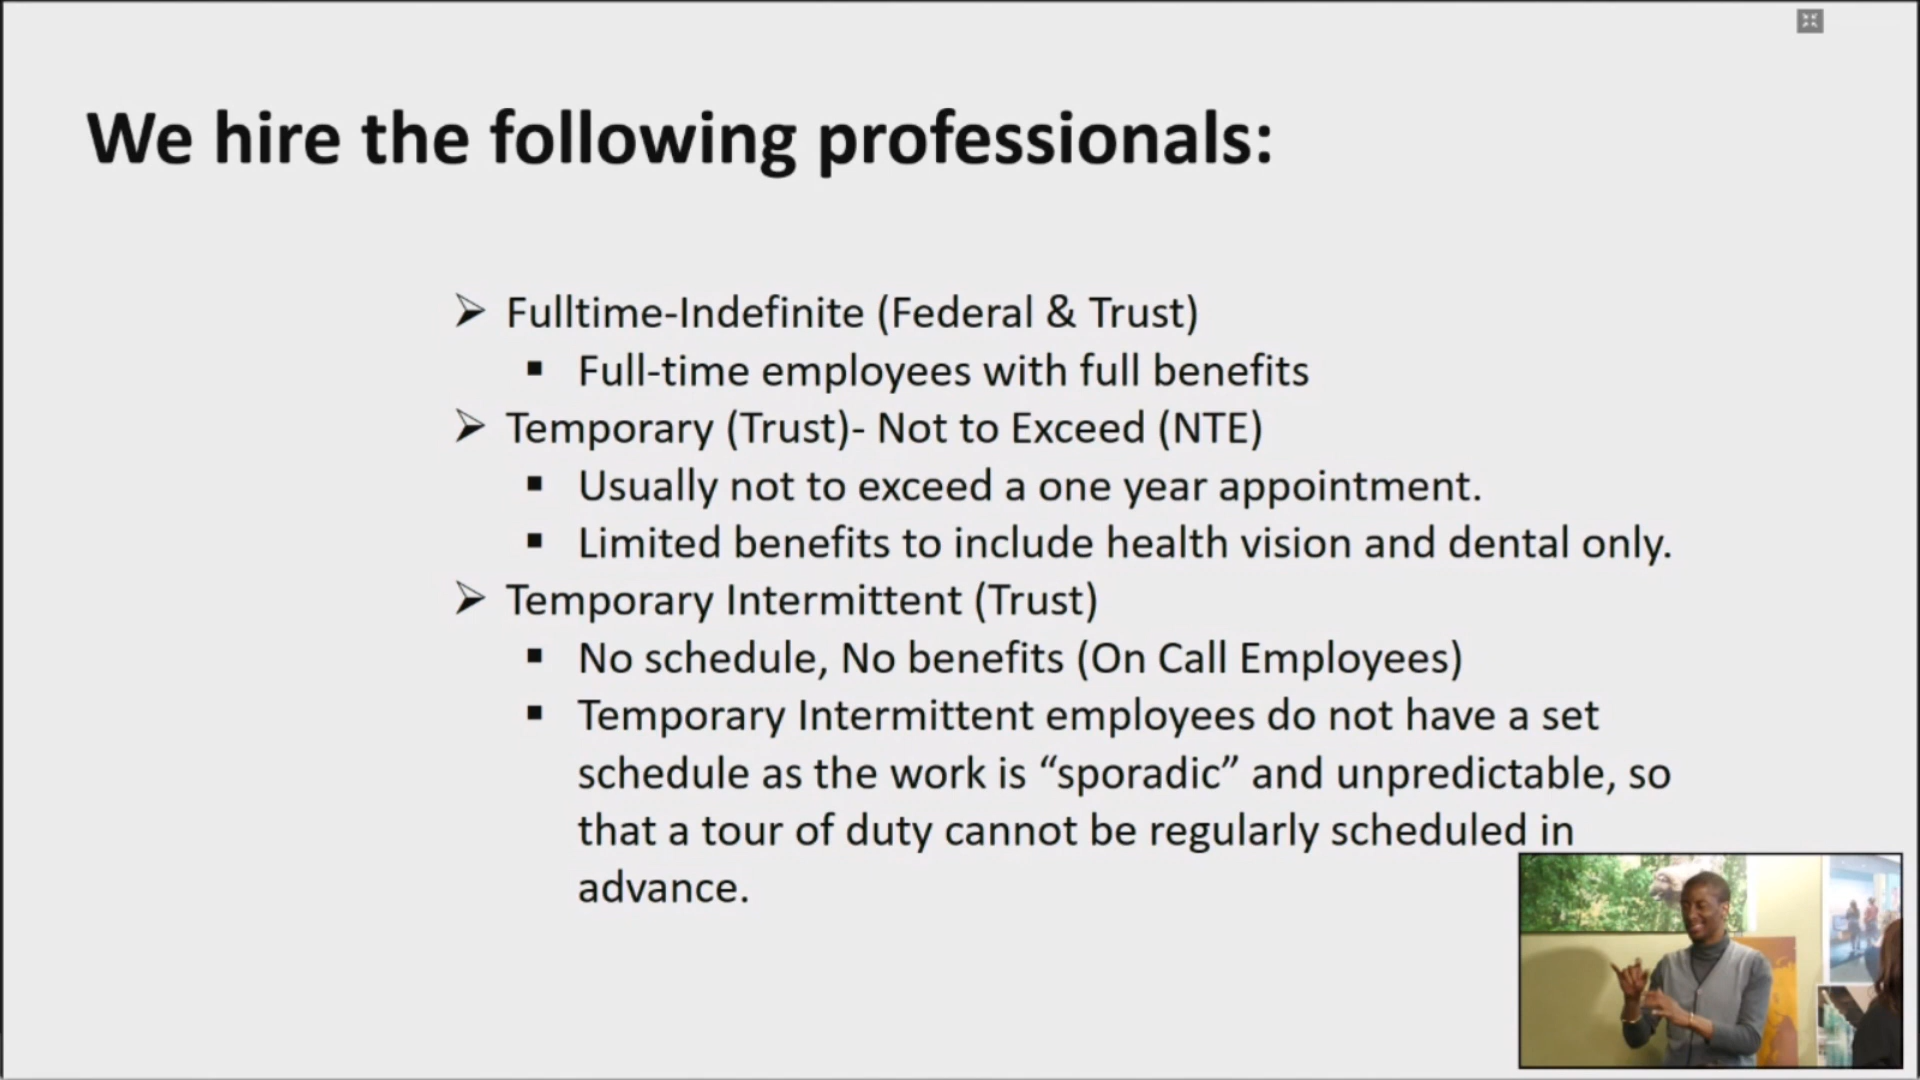 We hire the following professionals:
➢ Fulltime-Indefinite (Federal & Trust)
▪ Full-time employees with full benefits
➢ Temporary (Trust)- Not to Exceed (NTE)
▪ Usually not to exceed a one year appointment.
▪ Limited benefits to include health vision and dental only.
➢ Temporary Intermittent (Trust)
▪ No schedule, No benefits (On Call Employees)
▪ Temporary Intermittent employees do not have a set
schedule as the work is “sporadic” and unpredictable, so
that a tour of duty cannot be regularly scheduled in
advance.